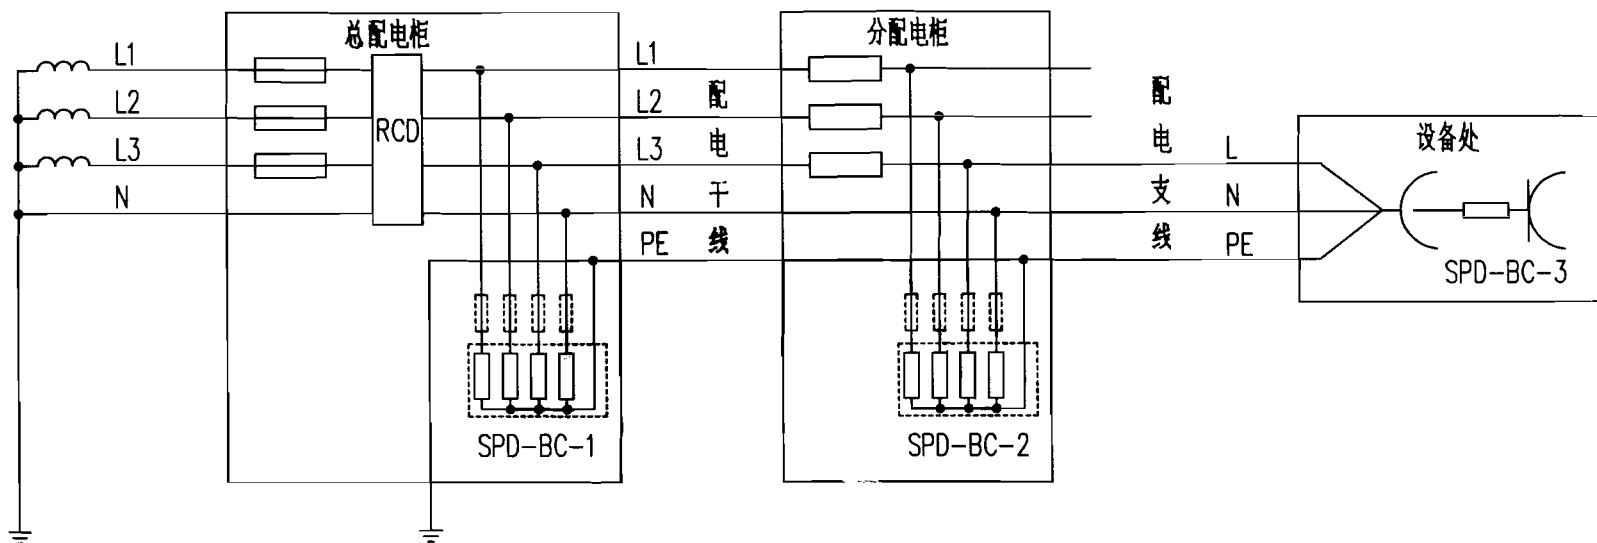 总配电柜
L1
L2
L3
N
RCD
SPD-BC-1
L1
L2
L3
N
PE
配电干线
分配电柜
SPD-BC-2
配电支线
L
N
PE
设备处
SPD-BC-3